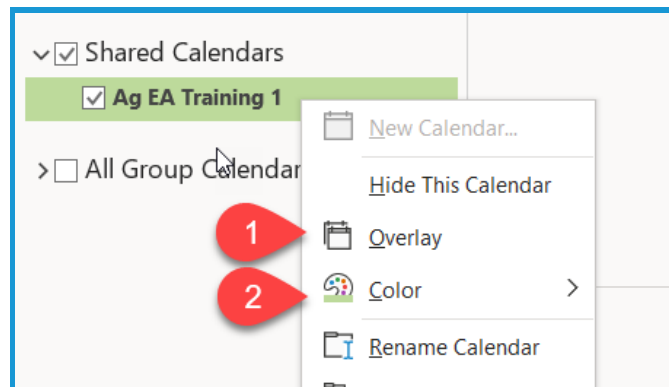 Shared Calendars
Ag EA Training 1
New Calendar...
All Group Calendar
Hide This Calendar
1
Overlay
2
Color
Rename Calendar